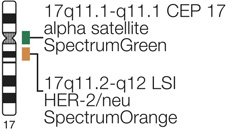 17q11.1-q11.1 CEP 17
alpha satellite
SpectrumGreen
17q11.2-q12 LSI
HER-2/neu
SpectrumOrange
17